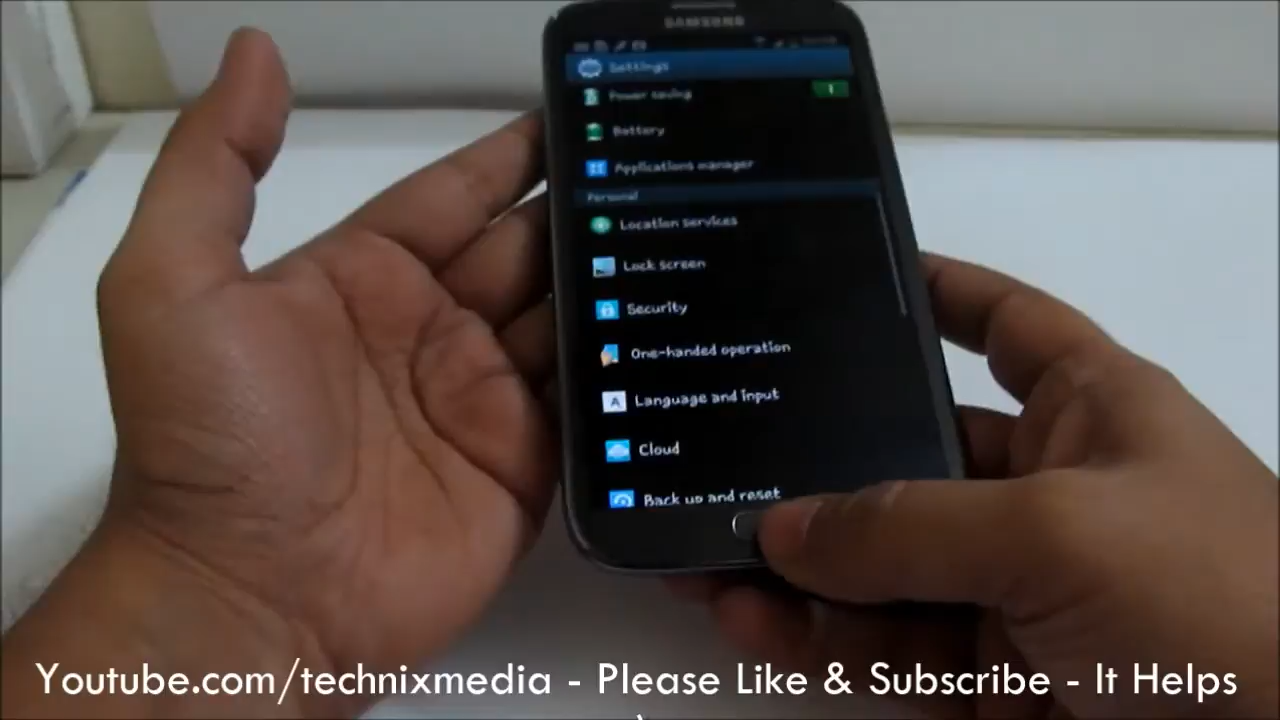 SAMSUNG
Settings
Power saving
Battery
Applications manager
Personal
Location services
Lock screen
Security
One-handed operation
A Language and input
Cloud
Back up and reset
Youtube.com/technixmedia - Please Like & Subscribe - It Helps